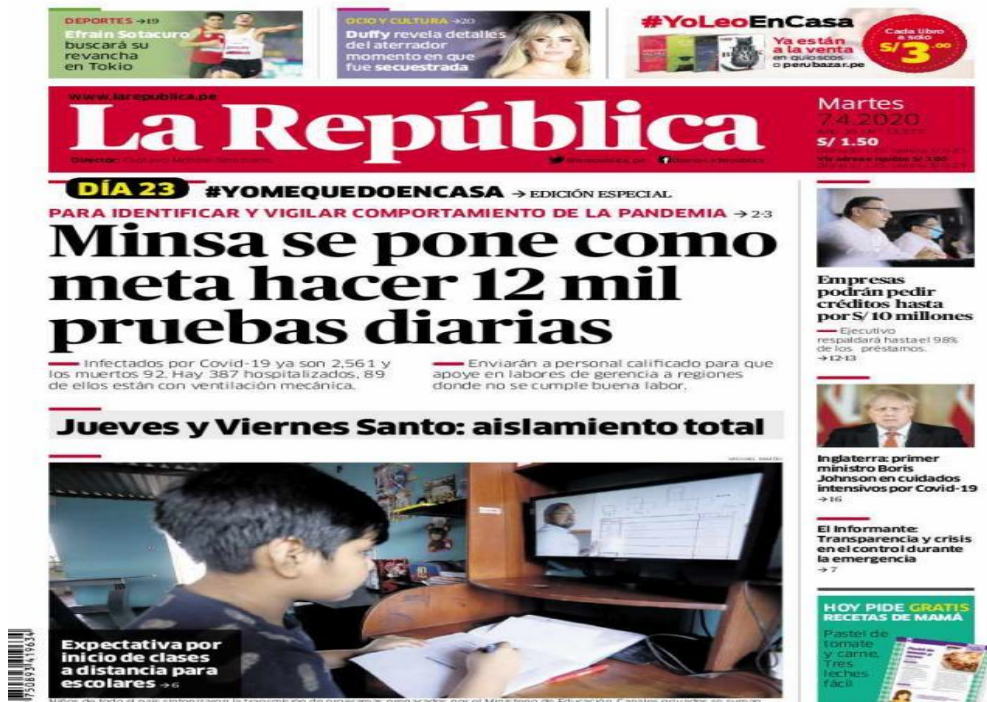 DEPORTES →19
Efraín Sotacuro
buscará su
revancha
en Tokio
OCIO Y CULTURA →20
Duffy revela detalles
del aterrador
momento en que
fue secuestrada
#YoLeoEnCasa
Ya están
a la venta
en quioscos
o perubazar.pe
Cada libro
a solo
S/3.00
www.larepublica.pe
La República
Martes
7.4.2020
S/ 1.50
DÍA 23 #YOMEQUEDOENCASA → EDICIÓN ESPECIAL
PARA IDENTIFICAR Y VIGILAR COMPORTAMIENTO DE LA PANDEMIA → 2-3
Minsa se pone como
meta hacer 12 mil
pruebas diarias
Infectados por Covid-19 ya son 2,561 y
los muertos 92. Hay 387 hospitalizados, 89
de ellos están con ventilación mecánica.
Enviarán a personal calificado para que
apoye en labores de gerencia a regiones
donde no se cumple buena labor.
Jueves y Viernes Santo: aislamiento total
Expectativa por
inicio de clases
a distancia para
escolares →6
Empresas
podrán pedir
créditos hasta
por S/ 10 millones
Ejecutivo
respaldará hasta el 98%
de los préstamos.
→12-13
Inglaterra: primer
ministro Boris
Johnson en cuidados
intensivos por Covid-19
→16
El Informante:
Transparencia y crisis
en el control durante
la emergencia
→ 7
HOY PIDE GRATIS
RECETAS DE MAMÁ
Pastel de
tomate
y carne,
Tres
leches
fácil